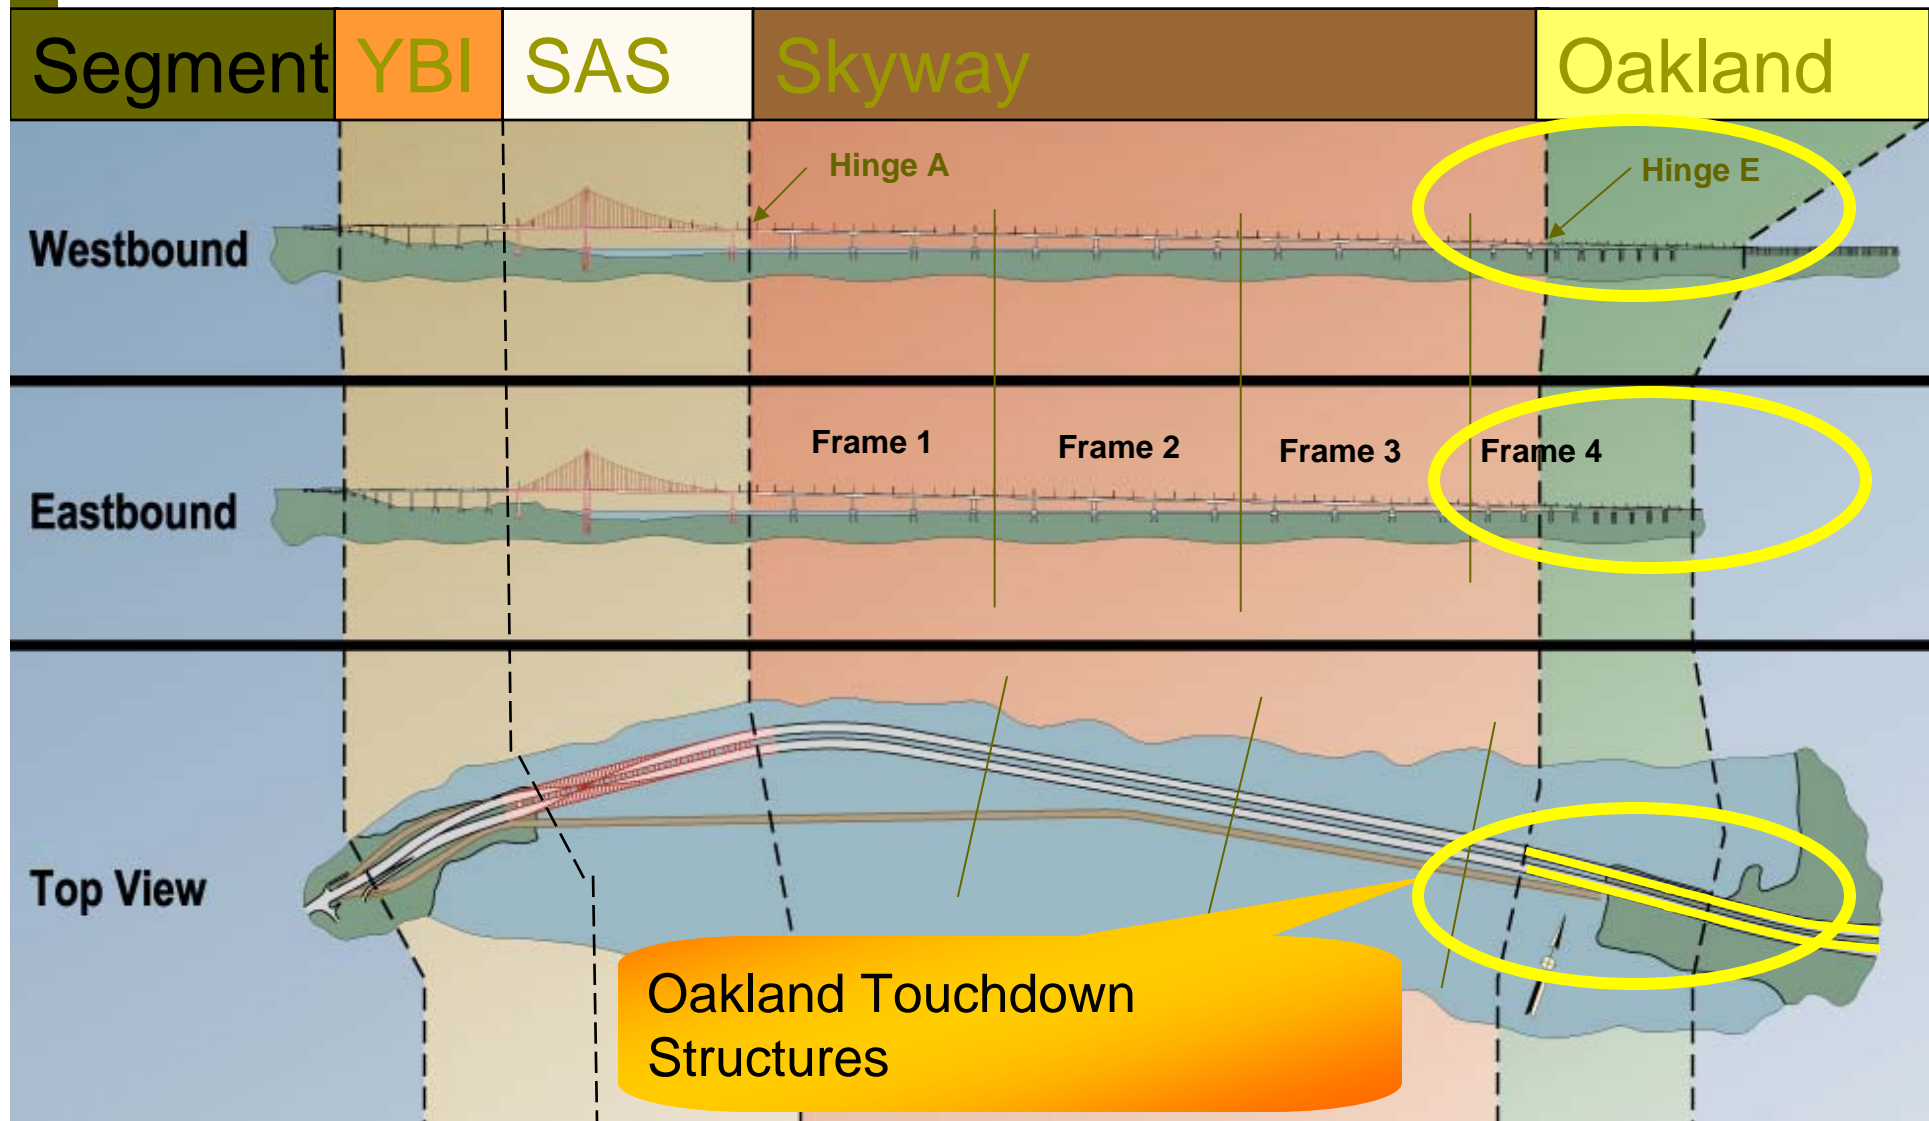 Segment YBI SAS Skyway Oakland
Hinge A
Hinge E
Westbound
Frame 1
Frame 2
Frame 3
Frame 4
Eastbound
Top View
Oakland Touchdown
Structures